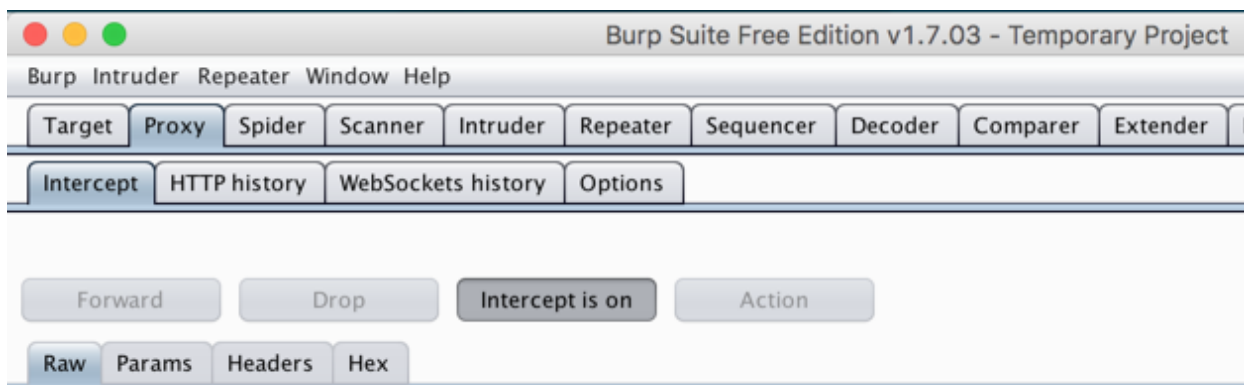 Burp Suite Free Edition v1.7.03 - Temporary Project
Burp Intruder Repeater Window Help
Target Proxy Spider Scanner Intruder Repeater Sequencer Decoder Comparer Extender
Intercept HTTP history WebSockets history Options
Forward Drop Intercept is on Action
Raw Params Headers Hex